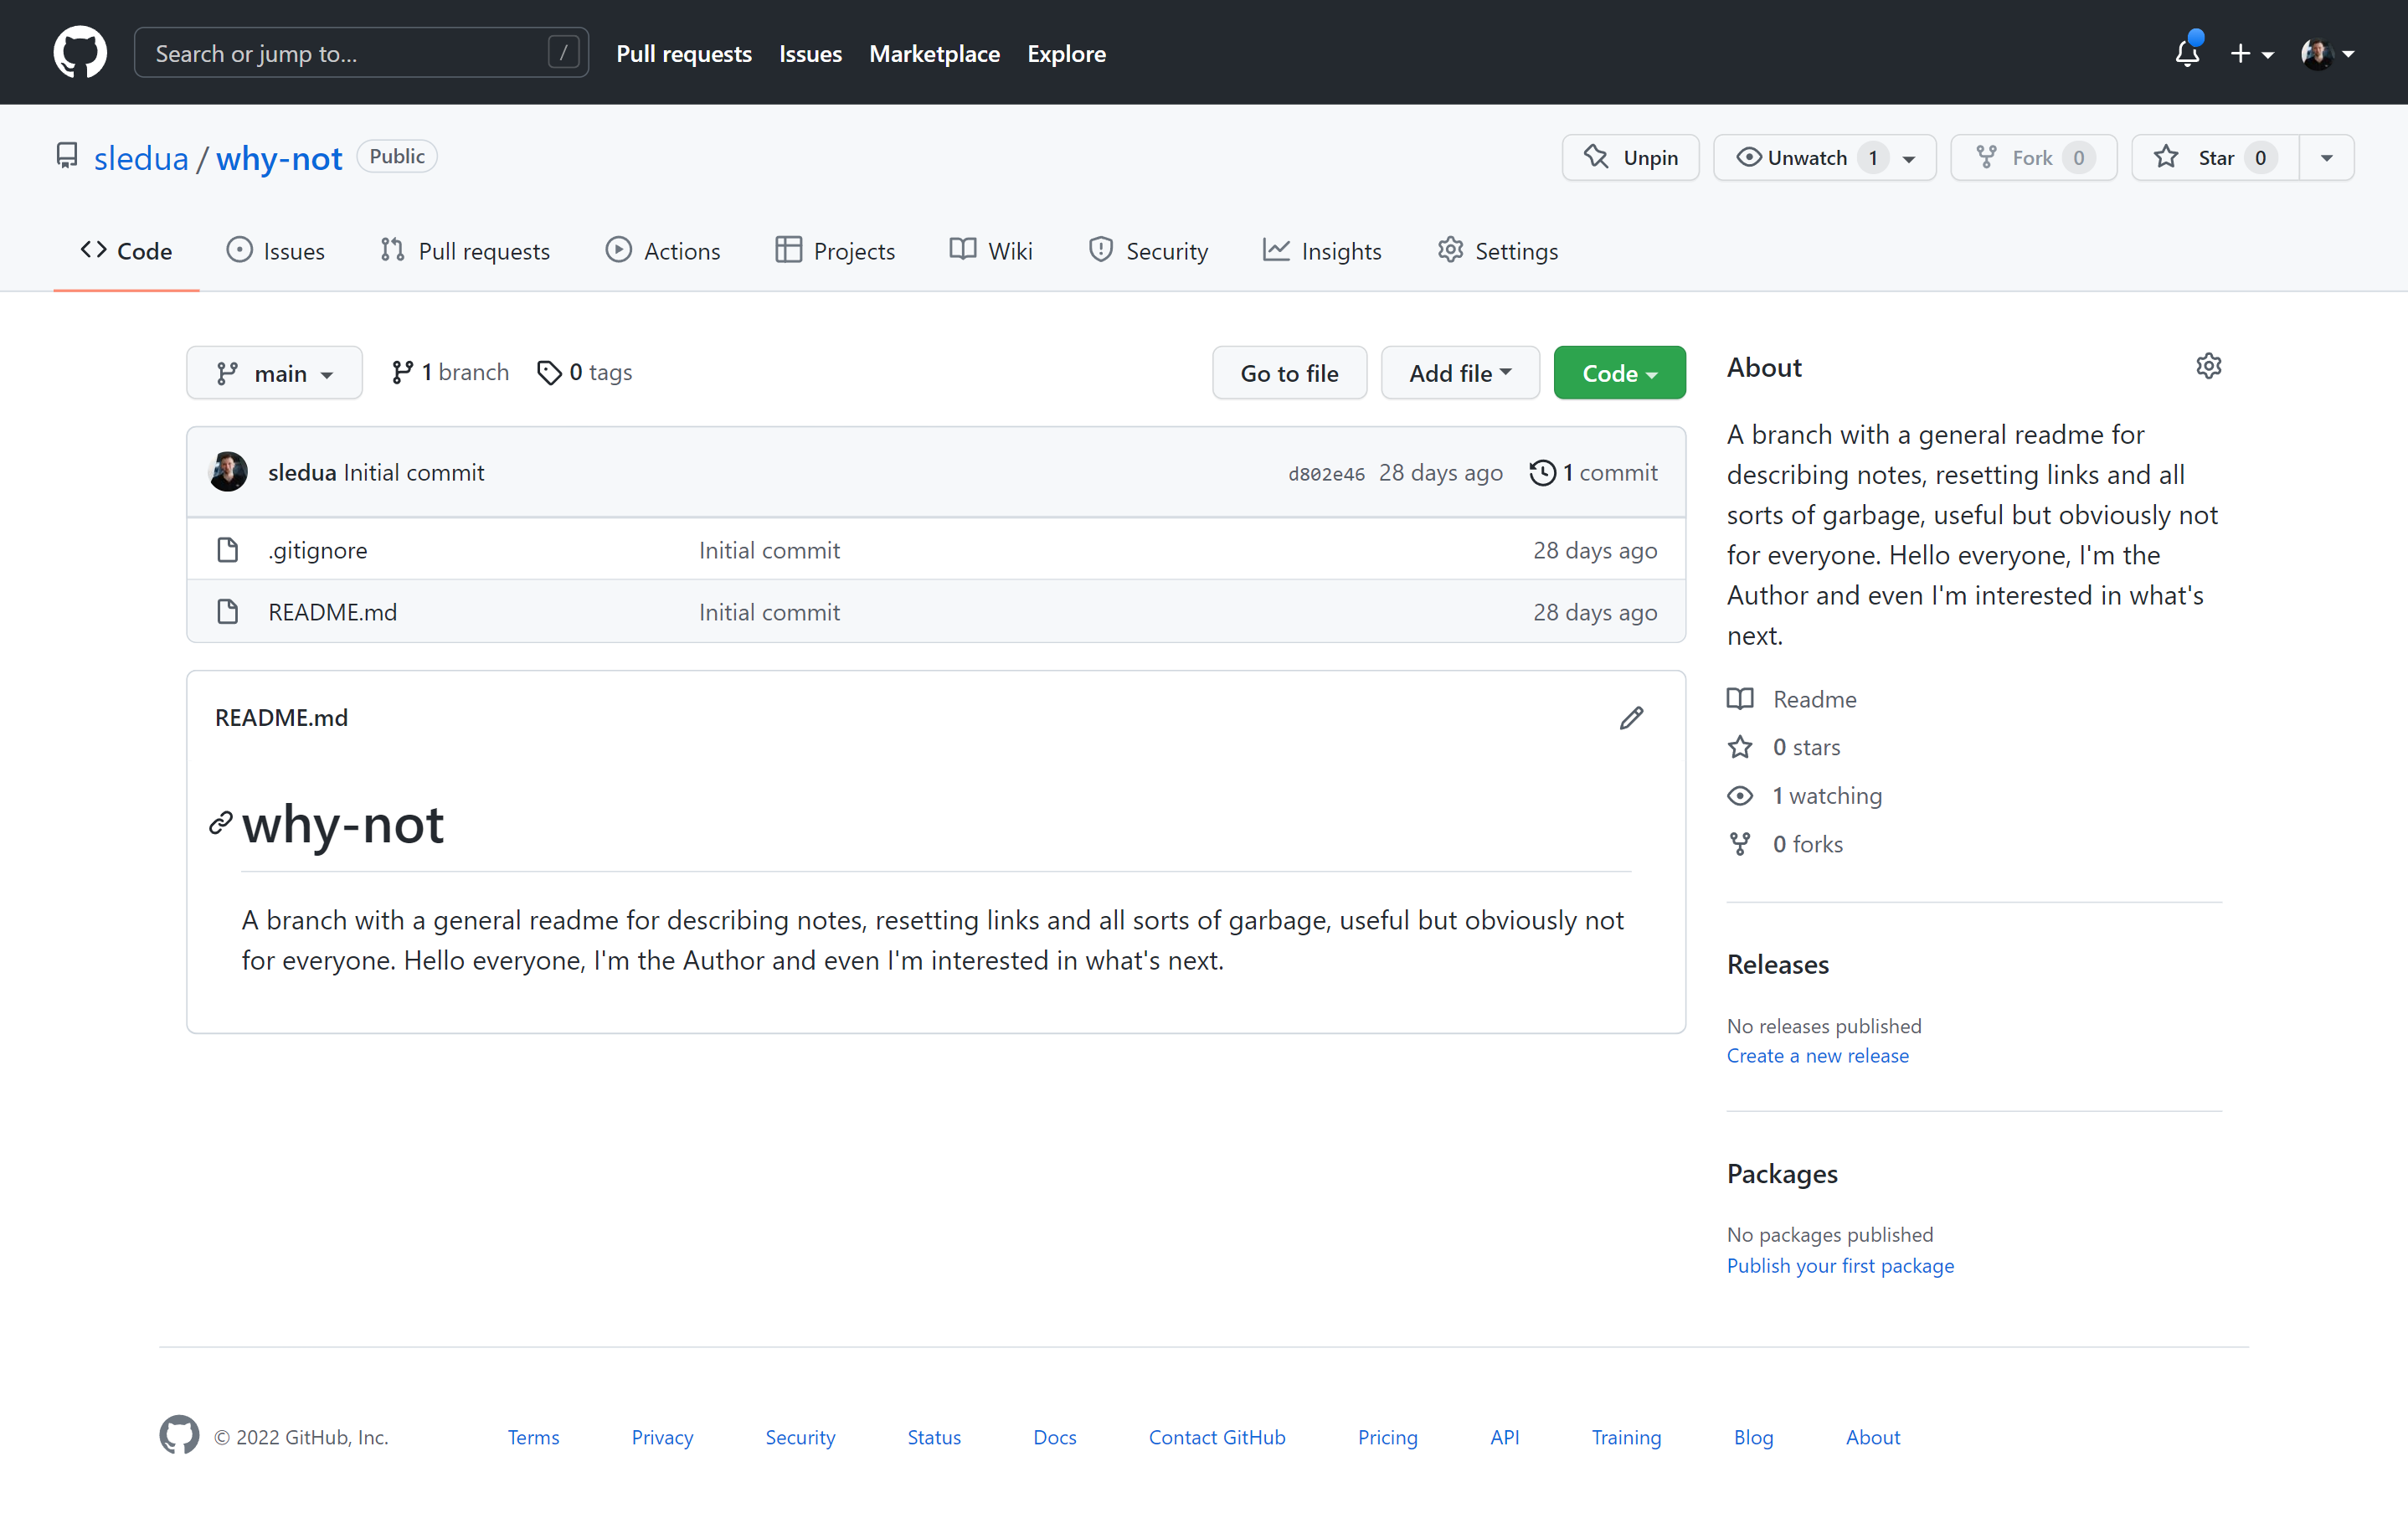 Search or jump to... /
Pull requests Issues Marketplace Explore
sledua / why-not Public
Unpin Unwatch 1 Fork 0 Star 0
Code Issues Pull requests Actions Projects Wiki Security Insights Settings
main 1 branch 0 tags
Go to file Add file Code
sledua Initial commit d802e46 28 days ago 1 commit
.gitignore Initial commit 28 days ago
README.md Initial commit 28 days ago
README.md
why-not
A branch with a general readme for describing notes, resetting links and all sorts of garbage, useful but obviously not
for everyone. Hello everyone, I'm the Author and even I'm interested in what's next.
About
A branch with a general readme for
describing notes, resetting links and all
sorts of garbage, useful but obviously not
for everyone. Hello everyone, I'm the
Author and even I'm interested in what's
next.
Readme
0 stars
1 watching
0 forks
Releases
No releases published
Create a new release
Packages
No packages published
Publish your first package
© 2022 GitHub, Inc. Terms Privacy Security Status Docs Contact GitHub Pricing API Training Blog About